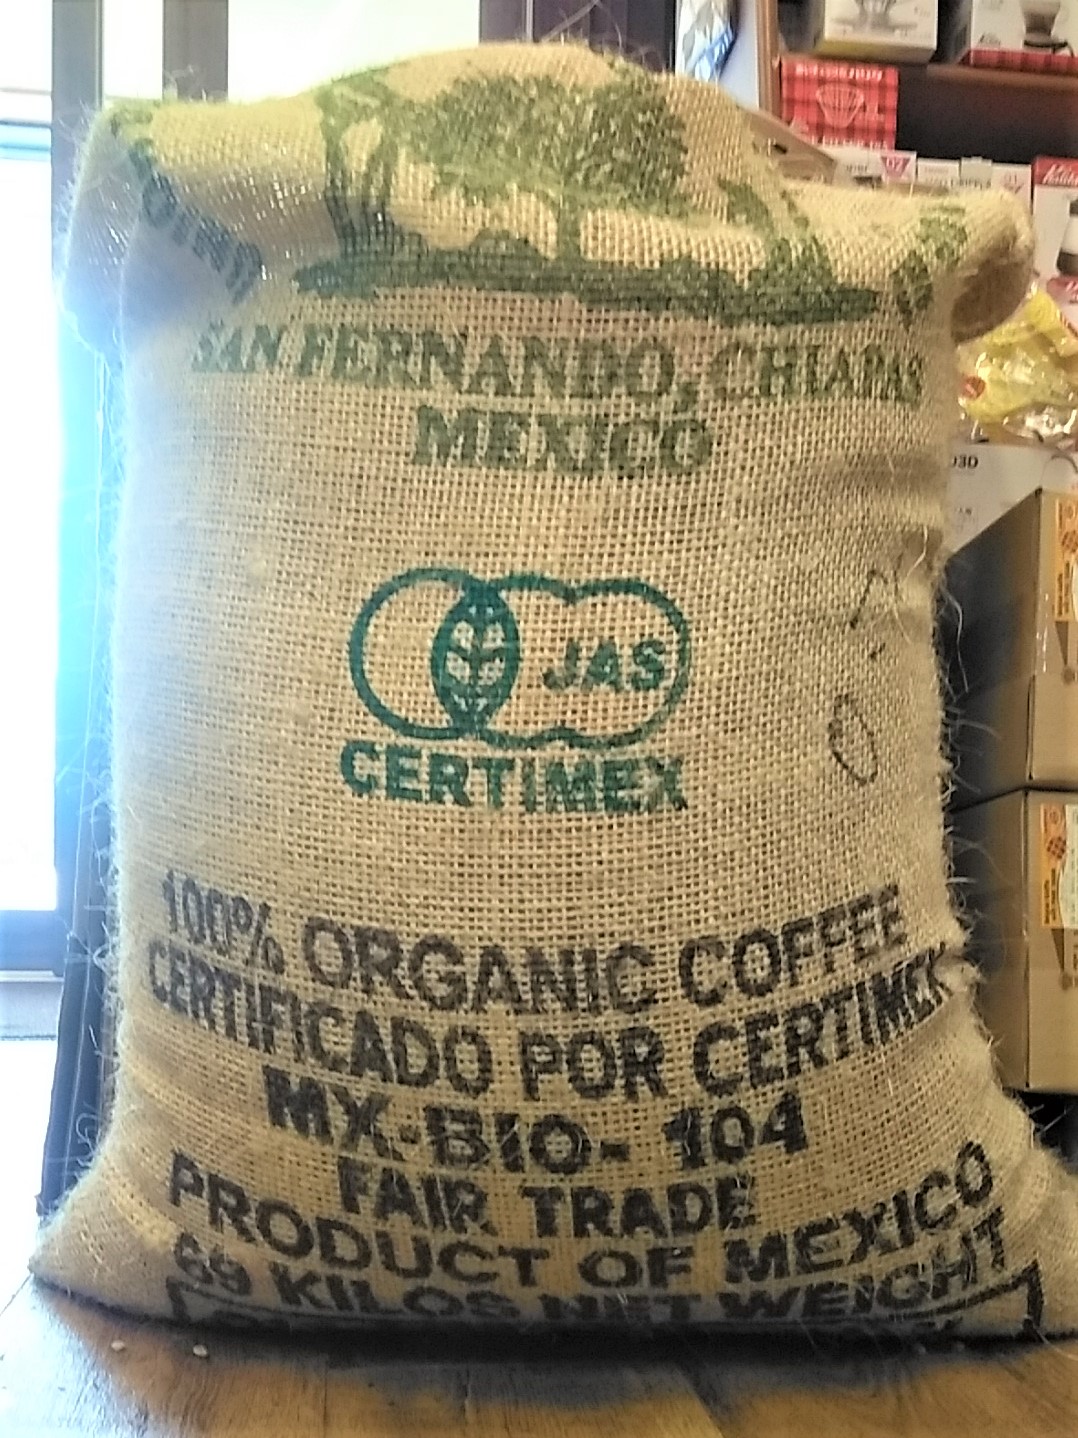 SAN FERNANDO, CHIAPAS
MEXICO
JAS
CERTIMEX
100% ORGANIC COFFEE
CERTIFICADO POR CERTIMEX
MX-BIO- 104
FAIR TRADE
PRODUCT OF MEXICO
69 KILOS NET WEIGHT